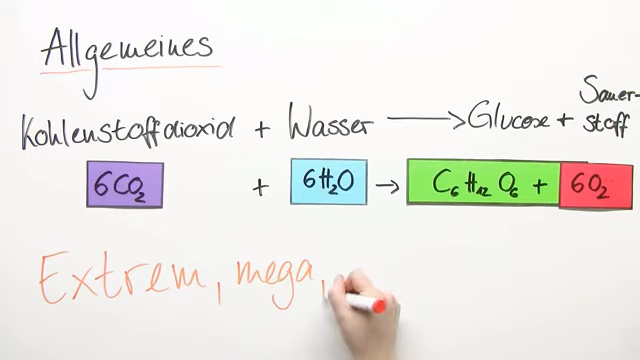 Allgemeines
Kohlenstoffdioxid + Wasser ⟶ Glucose + Sauer-
stoff
6CO₂ + 6H₂O → C₆H₁₂O₆ + 6O₂
Extrem, mega,